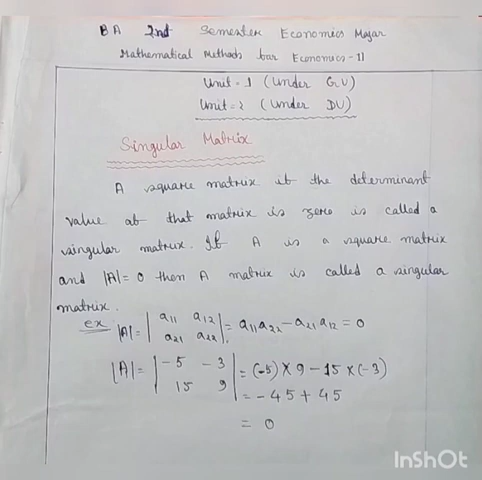 BA 2nd Semester Economics Major
Mathematical Methods for Economics-II
Unit-1 (Under GU)
Unit-2 (Under DU)
Singular Matrix
A square matrix if the determinant
value of that matrix is zero is called a
singular matrix. If A is a square matrix
and |A|=0 then A matrix is called a singular
matrix.
ex |A| = | a₁₁ a₁₂ | = a₁₁a₂₂ - a₂₁a₁₂ = 0
| a₂₁ a₂₂ |
|A| = | -5 -3 | = (-5) × 9 - 15 × (-3)
| 15 9 | = -45 + 45
= 0
InShOt